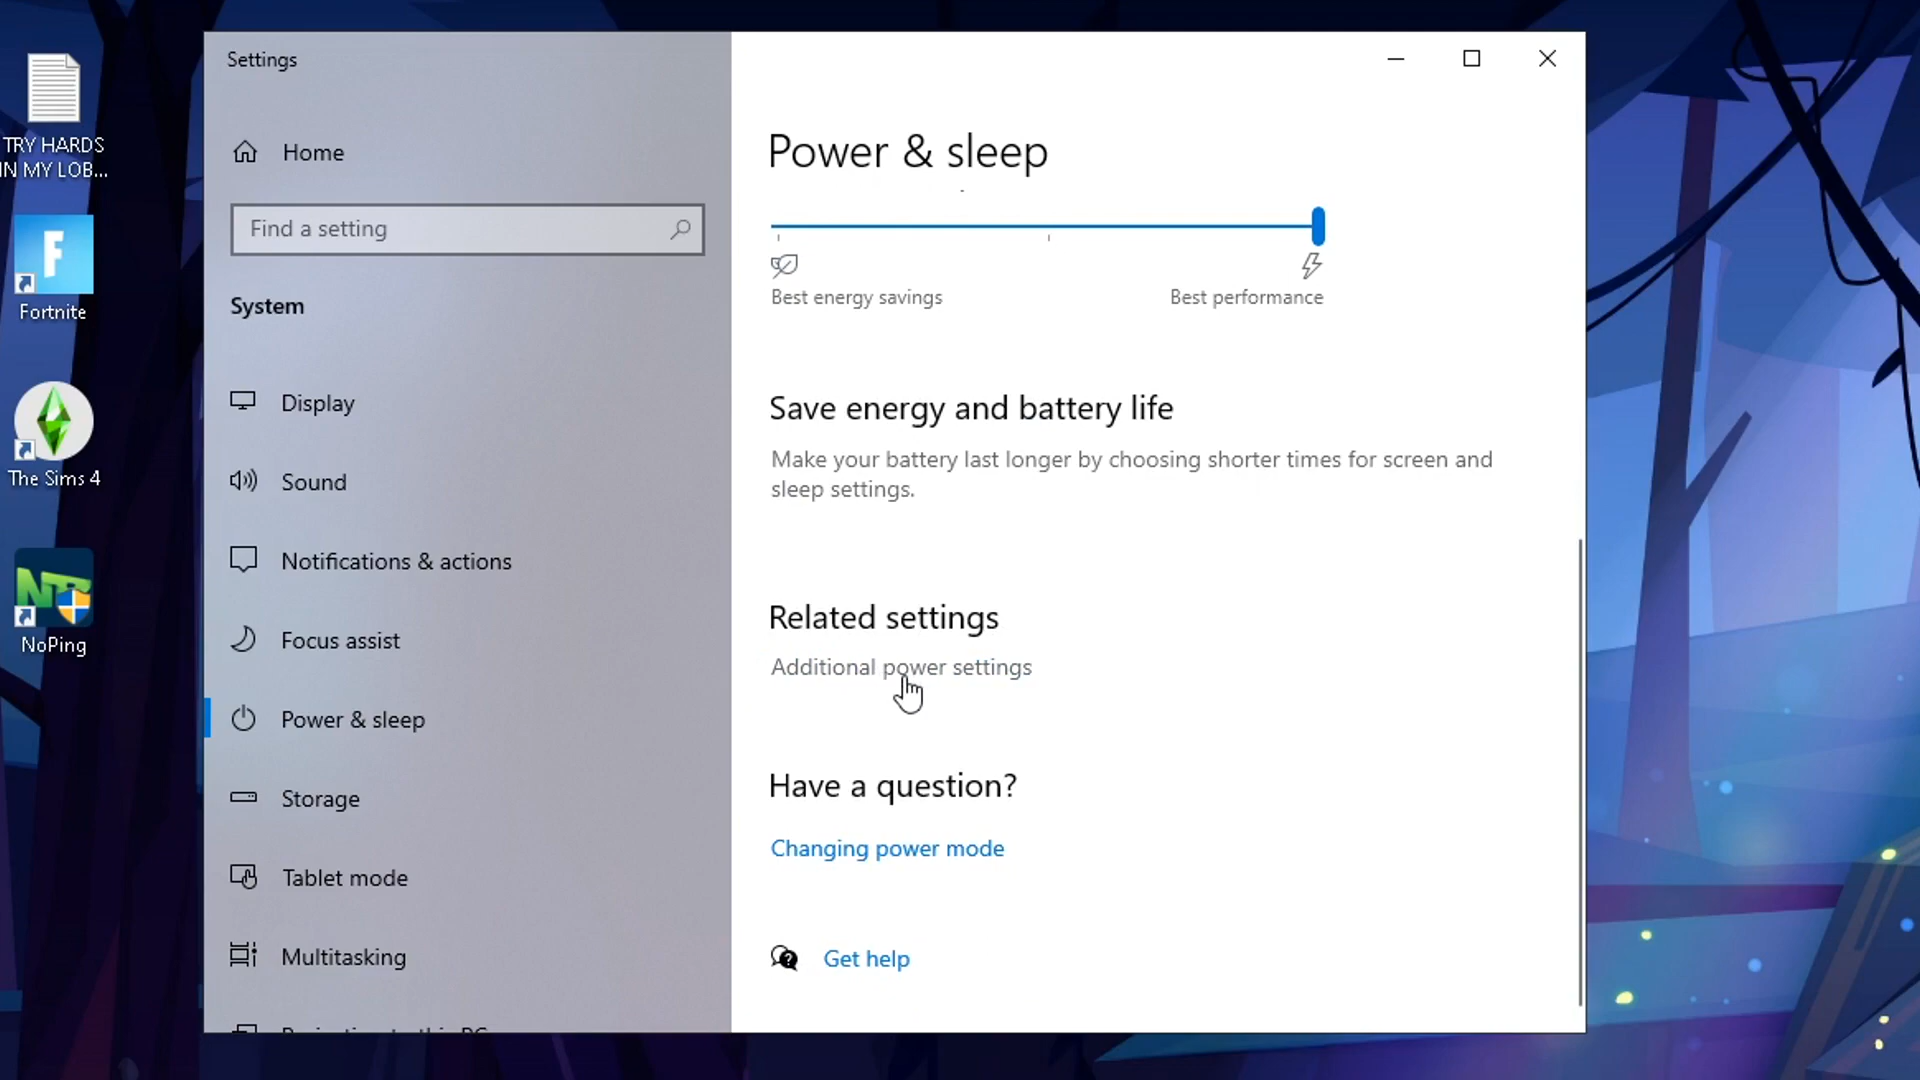 TRY HARDS
IN MY LOB...
Fortnite
The Sims 4
NoPing
Settings
Home
Find a setting
System
Display
Sound
Notifications & actions
Focus assist
Power & sleep
Storage
Tablet mode
Multitasking
Power & sleep
Best energy savings
Best performance
Save energy and battery life
Make your battery last longer by choosing shorter times for screen and
sleep settings.
Related settings
Additional power settings
Have a question?
Changing power mode
Get help